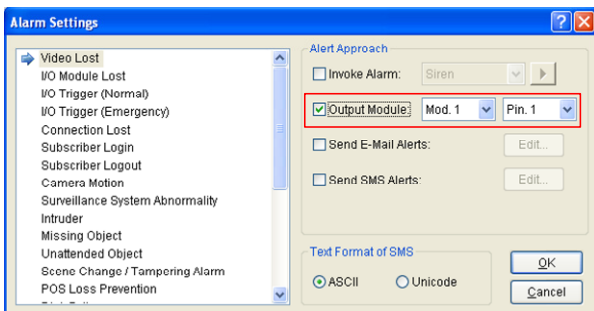 Alarm Settings
Video Lost
I/O Module Lost
I/O Trigger (Normal)
I/O Trigger (Emergency)
Connection Lost
Subscriber Login
Subscriber Logout
Camera Motion
Surveillance System Abnormality
Intruder
Missing Object
Unattended Object
Scene Change / Tampering Alarm
POS Loss Prevention
Alert Approach
Invoke Alarm: Siren
Output Module: Mod. 1 Pin. 1
Send E-Mail Alerts: Edit...
Send SMS Alerts: Edit...
Text Format of SMS
ASCII Unicode
OK
Cancel